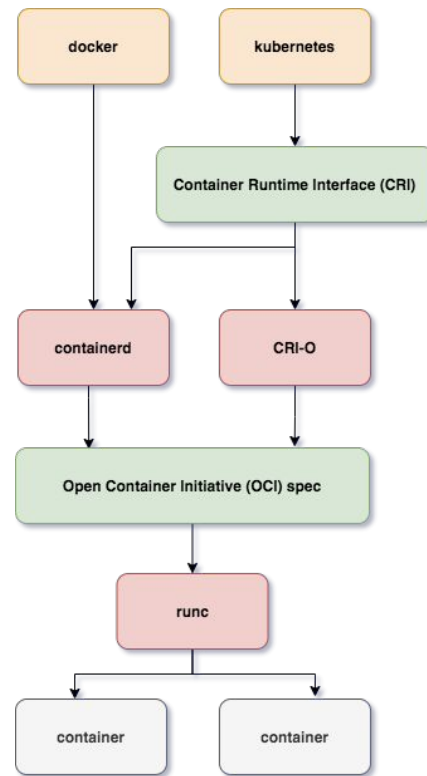 docker
kubernetes
Container Runtime Interface (CRI)
containerd
CRI-O
Open Container Initiative (OCI) spec
runc
container
container